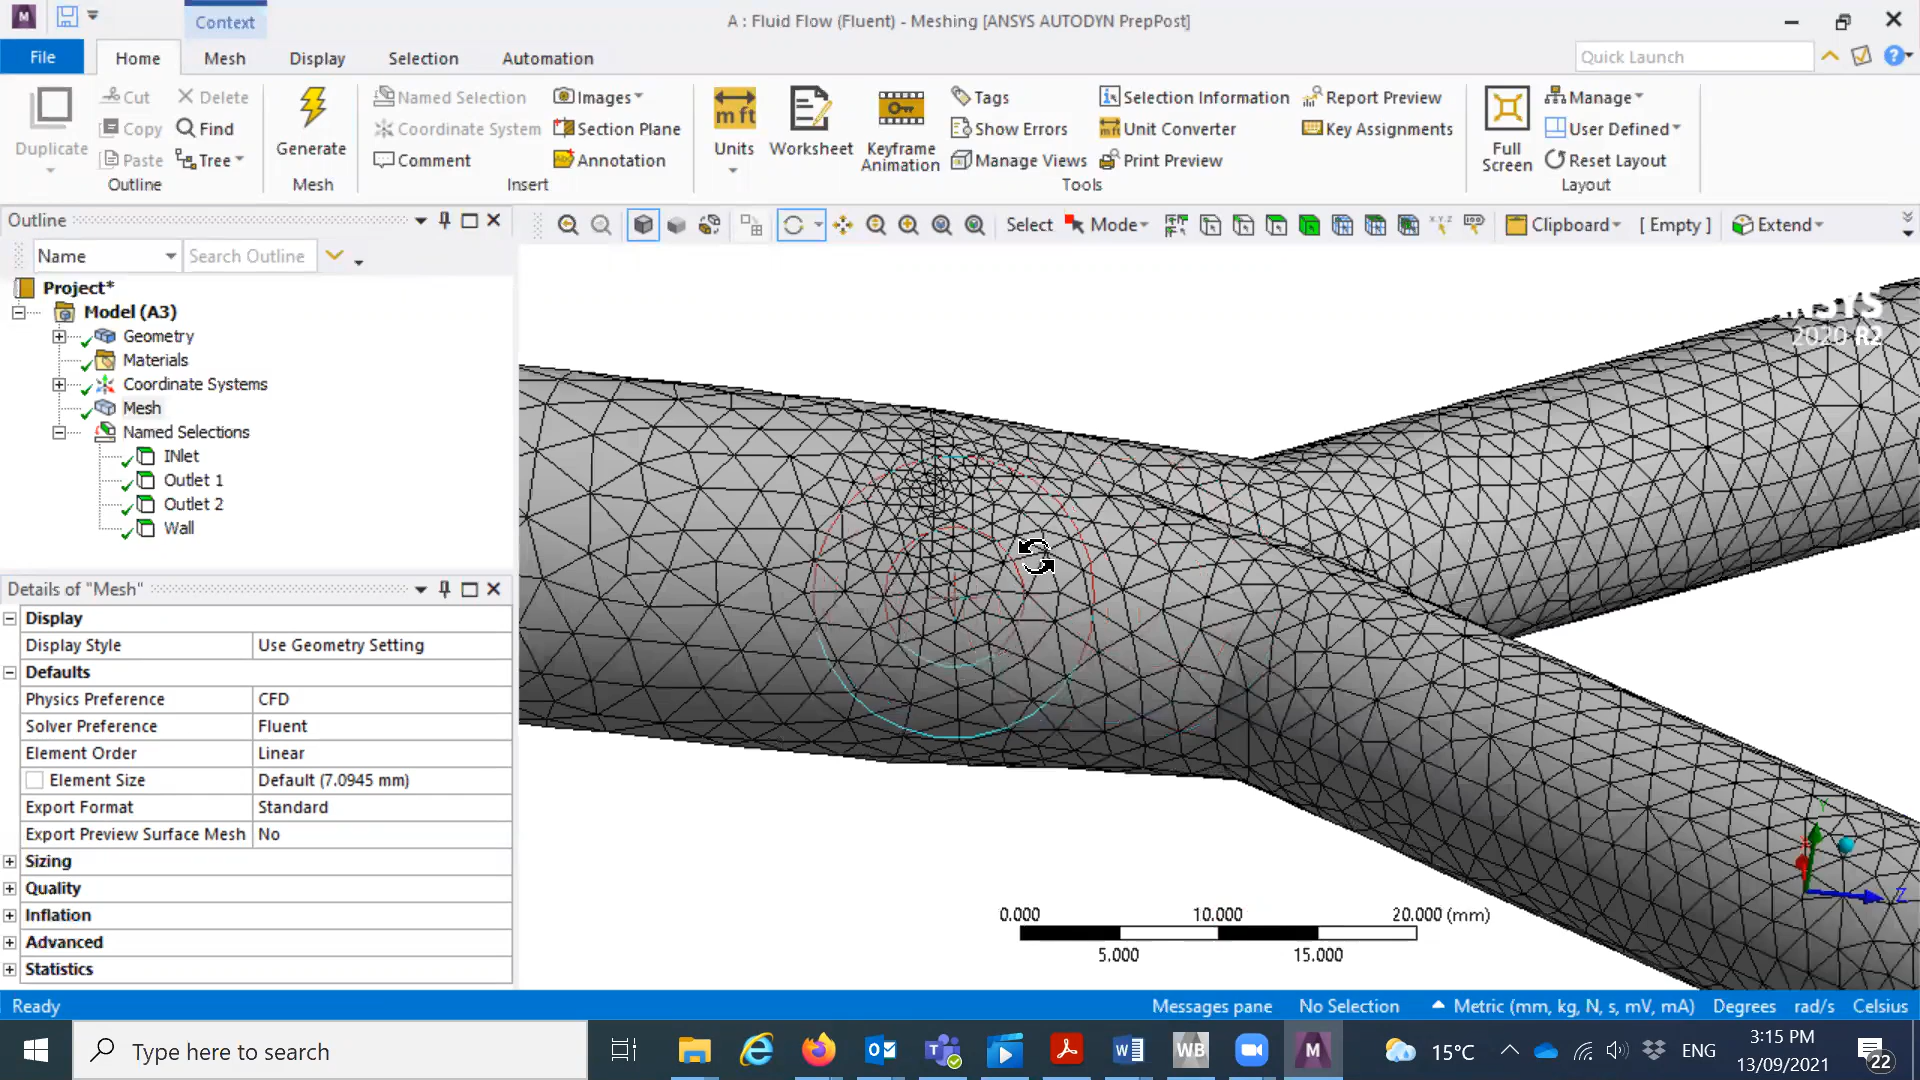 M
Context
A : Fluid Flow (Fluent) - Meshing [ANSYS AUTODYN PrepPost]
File
Home
Mesh
Display
Selection
Automation
Quick Launch
Duplicate
Cut
Copy
Paste
Delete
Find
Tree
Outline
Generate
Mesh
Named Selection
Coordinate System
Comment
Images
Section Plane
Annotation
Insert
m ft
Units
Worksheet
Keyframe
Animation
Tags
Show Errors
Manage Views
Selection Information
Unit Converter
Print Preview
Report Preview
Key Assignments
Tools
Full
Screen
Manage
User Defined
Reset Layout
Layout
Outline
Select
Mode
Clipboard
[ Empty ]
Extend
Name
Search Outline
Project*
Model (A3)
Geometry
Materials
Coordinate Systems
Mesh
Named Selections
INlet
Outlet 1
Outlet 2
Wall
ANSYS
2020 R2
Details of "Mesh"
Display
Display Style Use Geometry Setting
Defaults
Physics Preference CFD
Solver Preference Fluent
Element Order Linear
Element Size Default (7.0945 mm)
Export Format Standard
Export Preview Surface Mesh No
Sizing
Quality
Inflation
Advanced
Statistics
Y
Z
0.000 10.000 20.000 (mm)
5.000 15.000
Ready
Messages pane
No Selection
Metric (mm, kg, N, s, mV, mA)
Degrees
rad/s
Celsius
Type here to search
WB
M
15°C
ENG
3:15 PM
13/09/2021
22